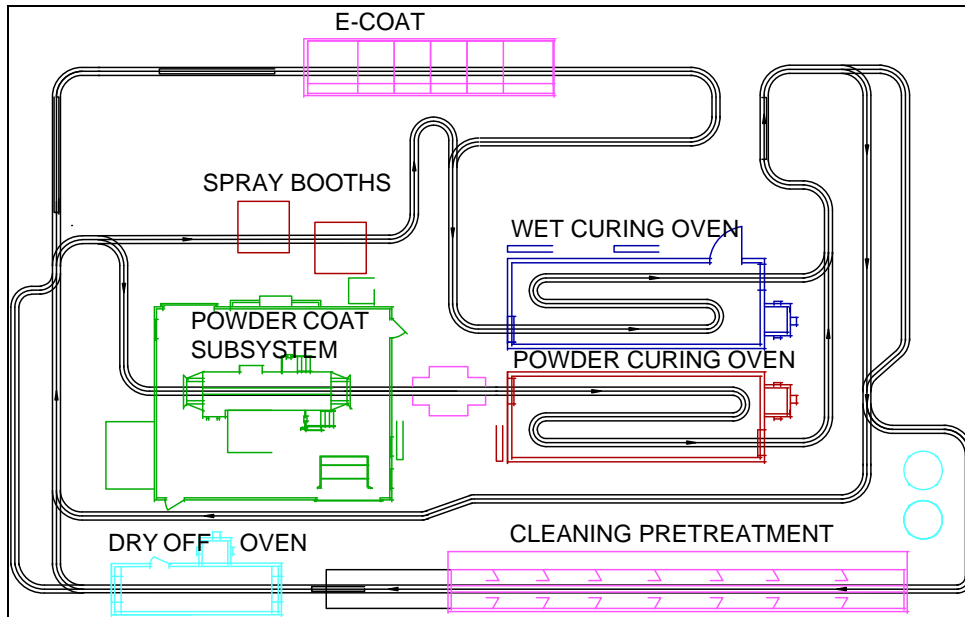 E-COAT
SPRAY BOOTHS
WET CURING OVEN
POWDER COAT
SUBSYSTEM
POWDER CURING OVEN
DRY OFF OVEN
CLEANING PRETREATMENT